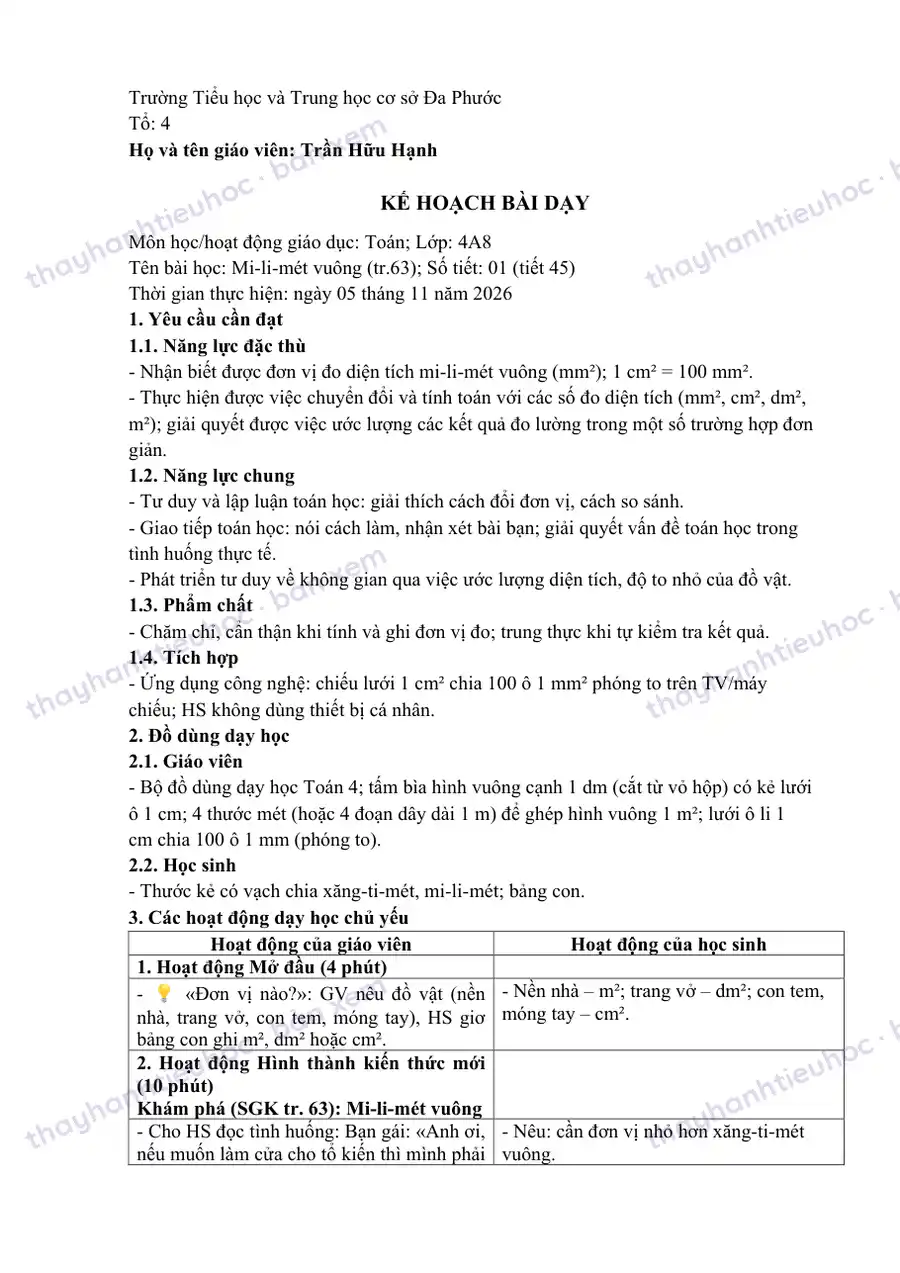 Trường Tiểu học và Trung học cơ sở Đa Phước
Tổ: 4
Họ và tên giáo viên: Trần Hữu Hạnh
KẾ HOẠCH BÀI DẠY
Môn học/hoạt động giáo dục: Toán; Lớp: 4A8
Tên bài học: Mi-li-mét vuông (tr.63); Số tiết: 01 (tiết 45)
Thời gian thực hiện: ngày 05 tháng 11 năm 2026
1. Yêu cầu cần đạt
1.1. Năng lực đặc thù
- Nhận biết được đơn vị đo diện tích mi-li-mét vuông (mm²); 1 cm² = 100 mm².
- Thực hiện được việc chuyển đổi và tính toán với các số đo diện tích (mm², cm², dm²,
m²); giải quyết được việc ước lượng các kết quả đo lường trong một số trường hợp đơn
giản.
1.2. Năng lực chung
- Tư duy và lập luận toán học: giải thích cách đổi đơn vị, cách so sánh.
- Giao tiếp toán học: nói cách làm, nhận xét bài bạn; giải quyết vấn đề toán học trong
tình huống thực tế.
- Phát triển tư duy về không gian qua việc ước lượng diện tích, độ to nhỏ của đồ vật.
1.3. Phẩm chất
- Chăm chỉ, cẩn thận khi tính và ghi đơn vị đo; trung thực khi tự kiểm tra kết quả.
1.4. Tích hợp
- Ứng dụng công nghệ: chiếu lưới 1 cm² chia 100 ô 1 mm² phóng to trên TV/máy
chiếu; HS không dùng thiết bị cá nhân.
2. Đồ dùng dạy học
2.1. Giáo viên
- Bộ đồ dùng dạy học Toán 4; tấm bìa hình vuông cạnh 1 dm (cắt từ vỏ hộp) có kẻ lưới
ô 1 cm; 4 thước mét (hoặc 4 đoạn dây dài 1 m) để ghép hình vuông 1 m²; lưới ô li 1
cm chia 100 ô 1 mm (phóng to).
2.2. Học sinh
- Thước kẻ có vạch chia xăng-ti-mét, mi-li-mét; bảng con.
3. Các hoạt động dạy học chủ yếu
Hoạt động của giáo viên
Hoạt động của học sinh
1. Hoạt động Mở đầu (4 phút)
- 💡 «Đơn vị nào?»: GV nêu đồ vật (nền
nhà, trang vở, con tem, móng tay), HS giơ
bảng con ghi m², dm² hoặc cm².
- Nền nhà – m²; trang vở – dm²; con tem,
móng tay – cm².
2. Hoạt động Hình thành kiến thức mới
(10 phút)
Khám phá (SGK tr. 63): Mi-li-mét vuông
- Cho HS đọc tình huống: Bạn gái: «Anh ơi,
nếu muốn làm cửa cho tổ kiến thì mình phải
- Nêu: cần đơn vị nhỏ hơn xăng-ti-mét
vuông.
thayhanhtieuhoc · bản xem
thayhanhtieuhoc · b
thayhanhtieuhoc · bản xem
thayhanhtieuhoc · b
thayhanhtieuhoc · bản xem
thayhanhtieuhoc · b